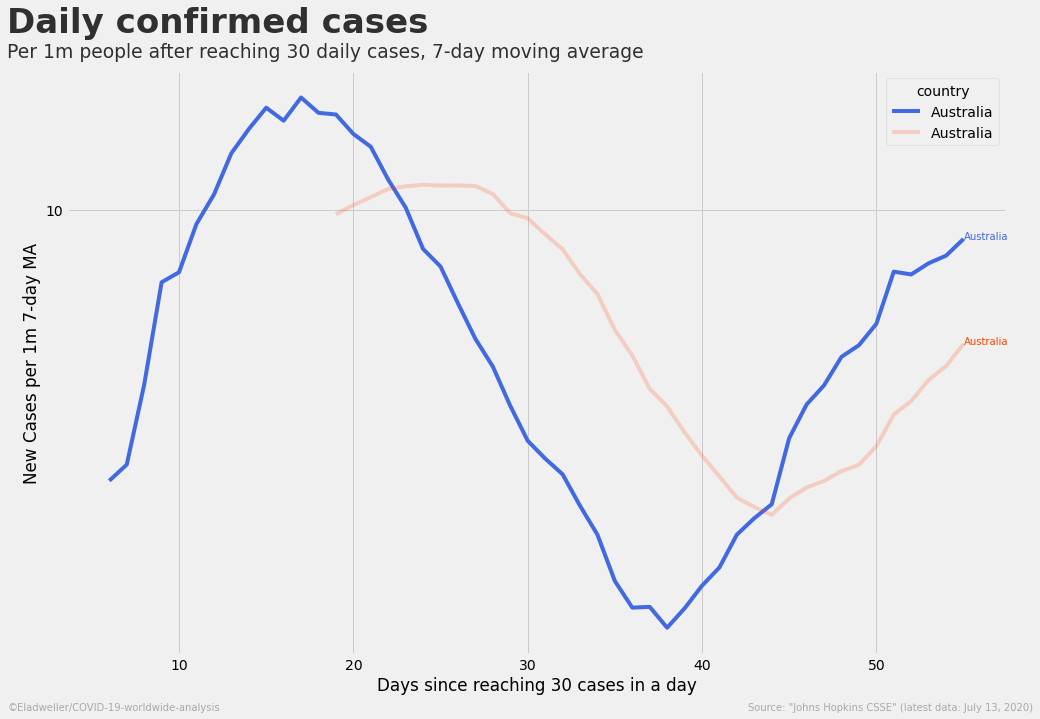 Daily confirmed cases
Per 1m people after reaching 30 daily cases, 7-day moving average
country
Australia
Australia
10
New Cases per 1m 7-day MA
Australia
Australia
10 20 30 40 50
Days since reaching 30 cases in a day
©Eladweller/COVID-19-worldwide-analysis
Source: "Johns Hopkins CSSE" (latest data: July 13, 2020)